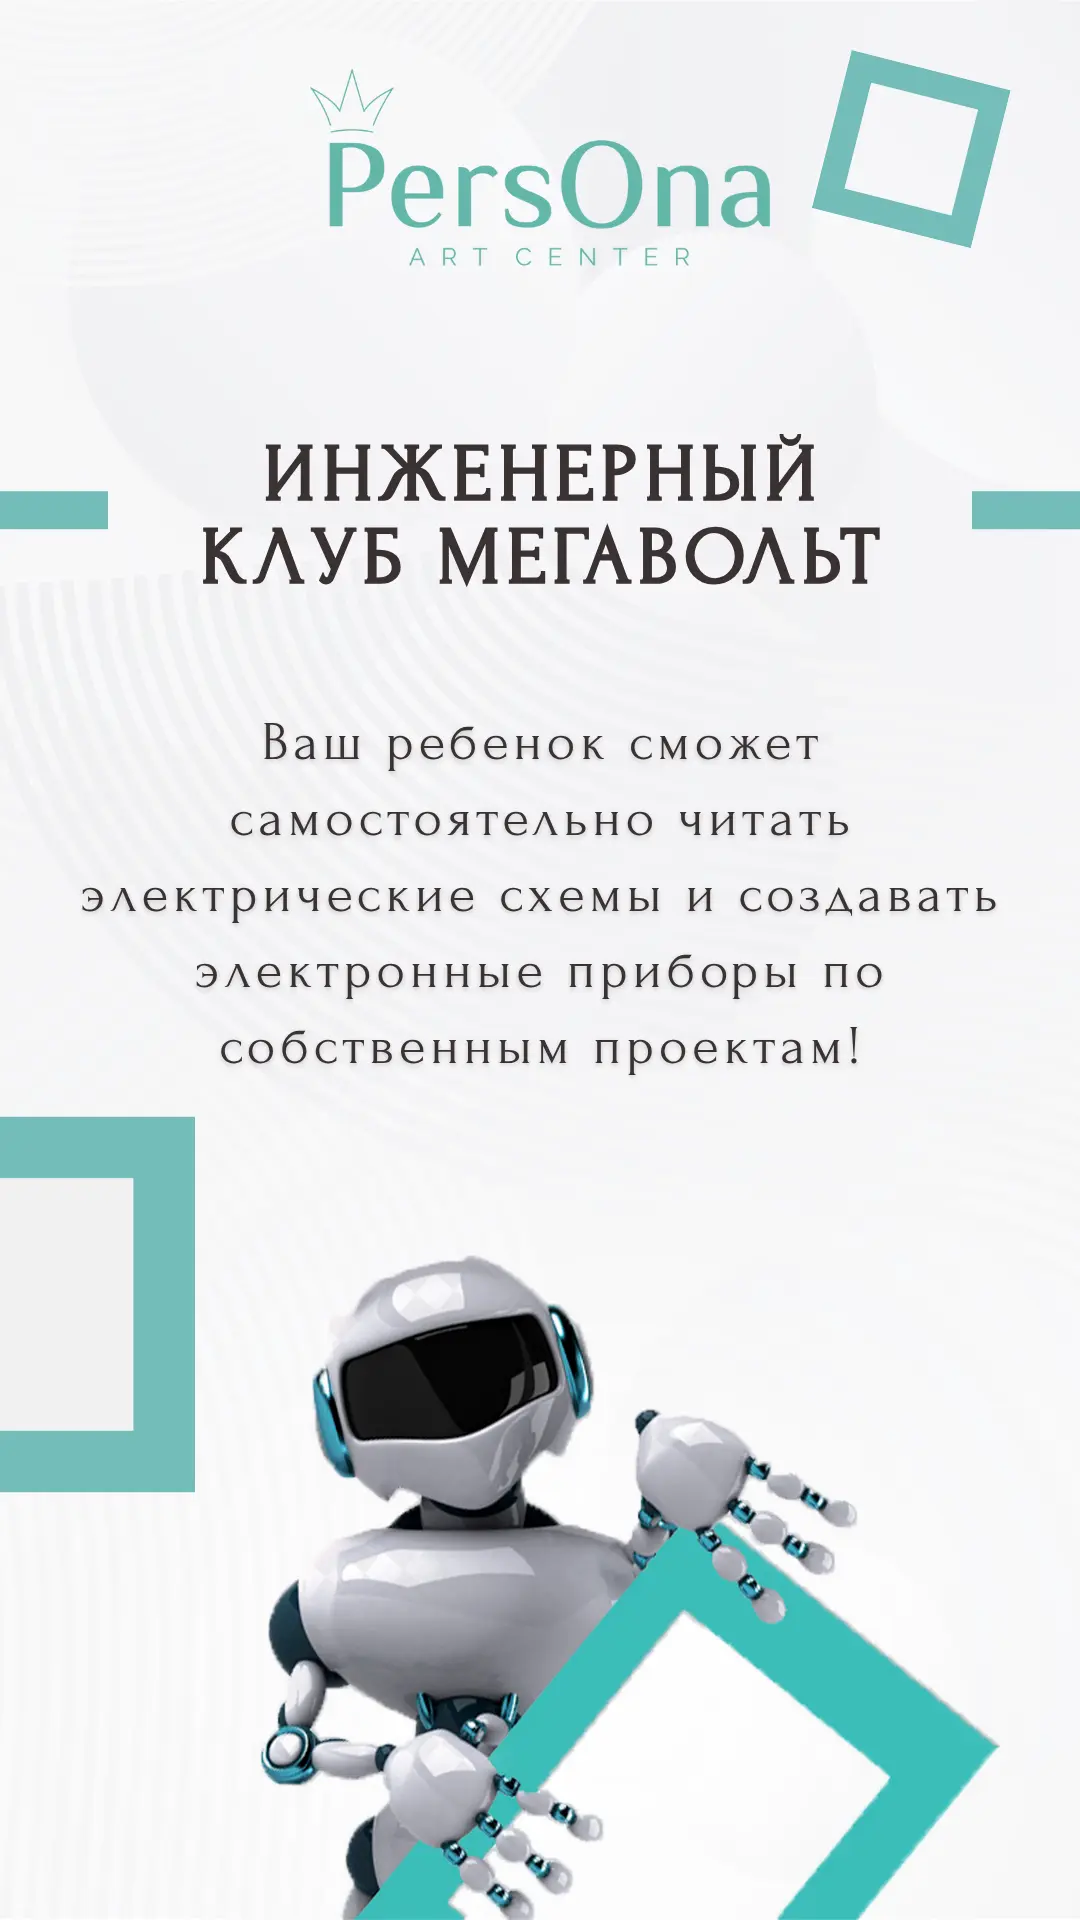 PersOna
ART CENTER
ИНЖЕНЕРНЫЙ
КЛУБ МЕГАВОЛЬТ
Ваш ребенок сможет
самостоятельно читать
электрические схемы и создавать
электронные приборы по
собственным проектам!